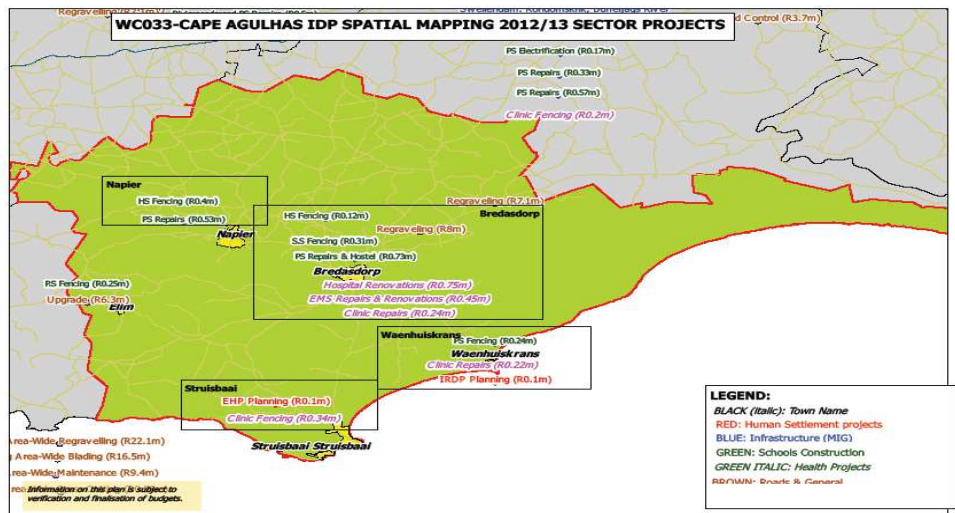 WC033-CAPE AGULHAS IDP SPATIAL MAPPING 2012/13 SECTOR PROJECTS
Control (R3.7m)
PS Electrification (R0.17m)
PS Repairs (R0.33m)
PS Repairs (R0.57m)
Clinic Fencing (R0.2m)
Napier
HS Fencing (R0.4m)
PS Repairs (R0.53m)
Napier
Regravelling (R7.1m)
Bredasdorp
HS Fencing (R0.12m)
Regravelling (R8m)
S.S Fencing (R0.31m)
PS Repairs & Hostel (R0.73m)
Bredasdorp
Hospital Renovations (R0.75m)
EMS Repairs & Renovations (R0.45m)
Clinic Repairs (R0.24m)
PS Fencing (R0.25m)
Upgrade (R6.3m)
Elim
Waenhuiskrans
PS Fencing (R0.24m)
Waenhuiskrans
Clinic Repairs (R0.22m)
IRDP Planning (R0.1m)
Struisbaai
EHP Planning (R0.1m)
Clinic Fencing (R0.34m)
Struisbaai Struisbaai
Area-Wide Regravelling (R22.1m)
Area-Wide Blading (R16.5m)
Area-Wide Maintenance (R9.4m)
Information on this plan is subject to
verification and finalisation of budgets.
LEGEND:
BLACK (italic): Town Name
RED: Human Settlement projects
BLUE: Infrastructure (MIG)
GREEN: Schools Construction
GREEN ITALIC: Health Projects
BROWN: Roads & General